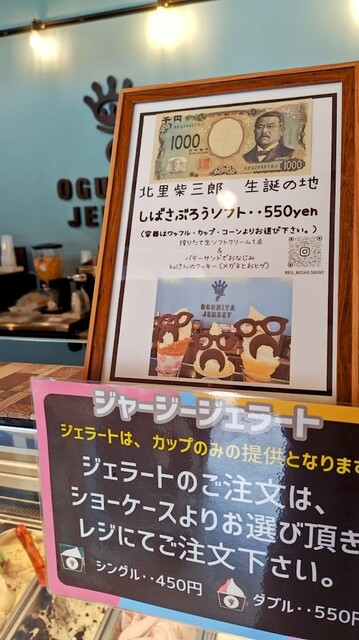 OGUNIYA
JERSEY
千円
1000
1000
北里柴三郎 生誕の地
しばさぶろうソフト‥550yen
(容器はワッフル・カップ・コーンよりお選び下さい。)
搾りたて生ソフトクリーム1点
&
バターサンドでおなじみ
kuiさんのクッキー(メガネとおヒゲ)
OGUNIYA
JERSEY
ジャージージェラート
ジェラートは、カップのみの提供となりま
ジェラートのご注文は、
ショーケースよりお選び頂き
レジにてご注文下さい。
シングル‥450円
ダブル‥550円